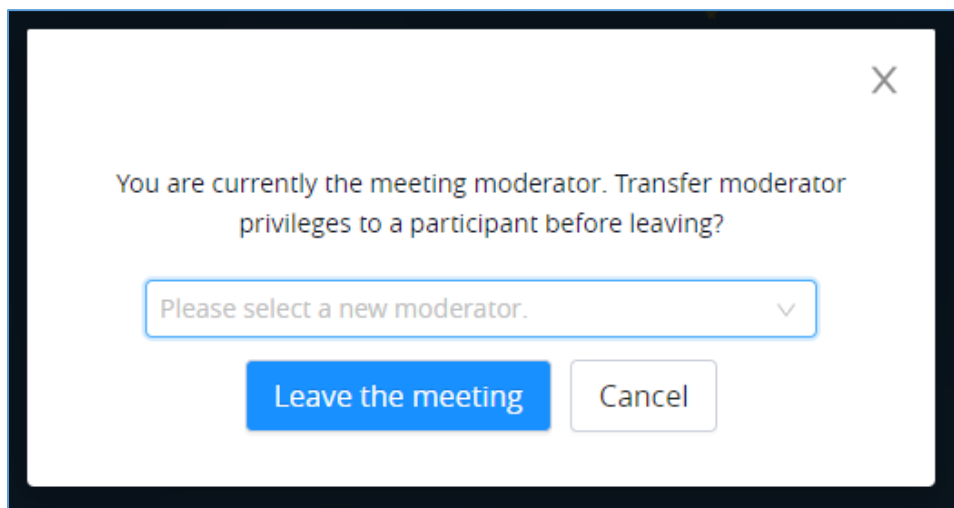 You are currently the meeting moderator. Transfer moderator
privileges to a participant before leaving?
Please select a new moderator.
Leave the meeting
Cancel